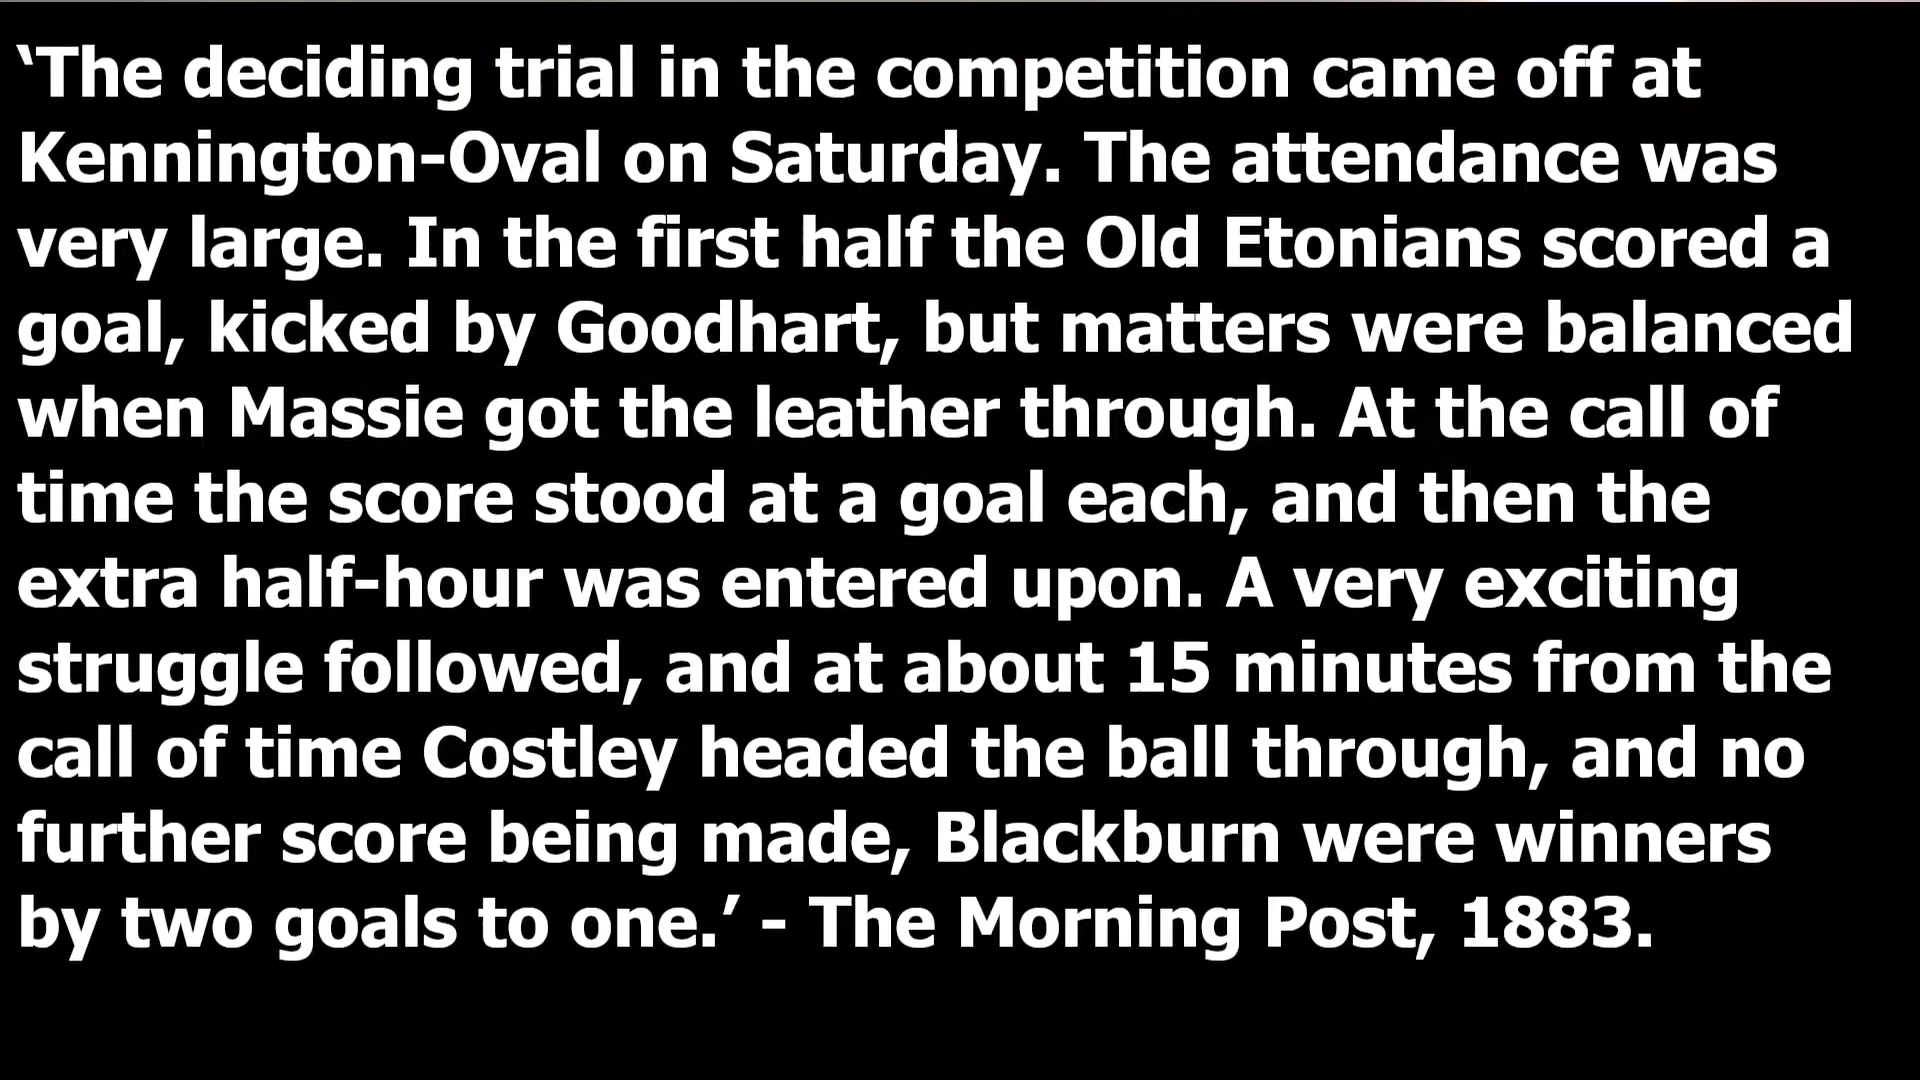 ‘The deciding trial in the competition came off at
Kennington-Oval on Saturday. The attendance was
very large. In the first half the Old Etonians scored a
goal, kicked by Goodhart, but matters were balanced
when Massie got the leather through. At the call of
time the score stood at a goal each, and then the
extra half-hour was entered upon. A very exciting
struggle followed, and at about 15 minutes from the
call of time Costley headed the ball through, and no
further score being made, Blackburn were winners
by two goals to one.’ - The Morning Post, 1883.